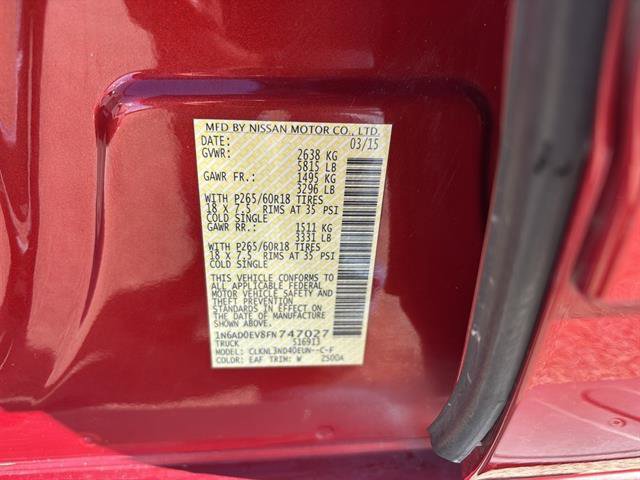 MFD BY NISSAN MOTOR CO., LTD.
DATE: 03/15
GVWR: 2638 KG
5815 LB
GAWR FR.: 1495 KG
3296 LB
WITH P265/60R18 TIRES
18 X 7.5 RIMS AT 35 PSI
COLD SINGLE
GAWR RR.: 1511 KG
3331 LB
WITH P265/60R18 TIRES
18 X 7.5 RIMS AT 35 PSI
COLD SINGLE
THIS VEHICLE CONFORMS TO
ALL APPLICABLE FEDERAL
MOTOR VEHICLE SAFETY AND
THEFT PREVENTION
STANDARDS IN EFFECT ON
THE DATE OF MANUFACTURE
SHOWN ABOVE.
1N6AD0EV8FN747027
TRUCK 516913
MODEL: CLKNL3ND40EUN--C-F
COLOR: EAF TRIM: W 2500A